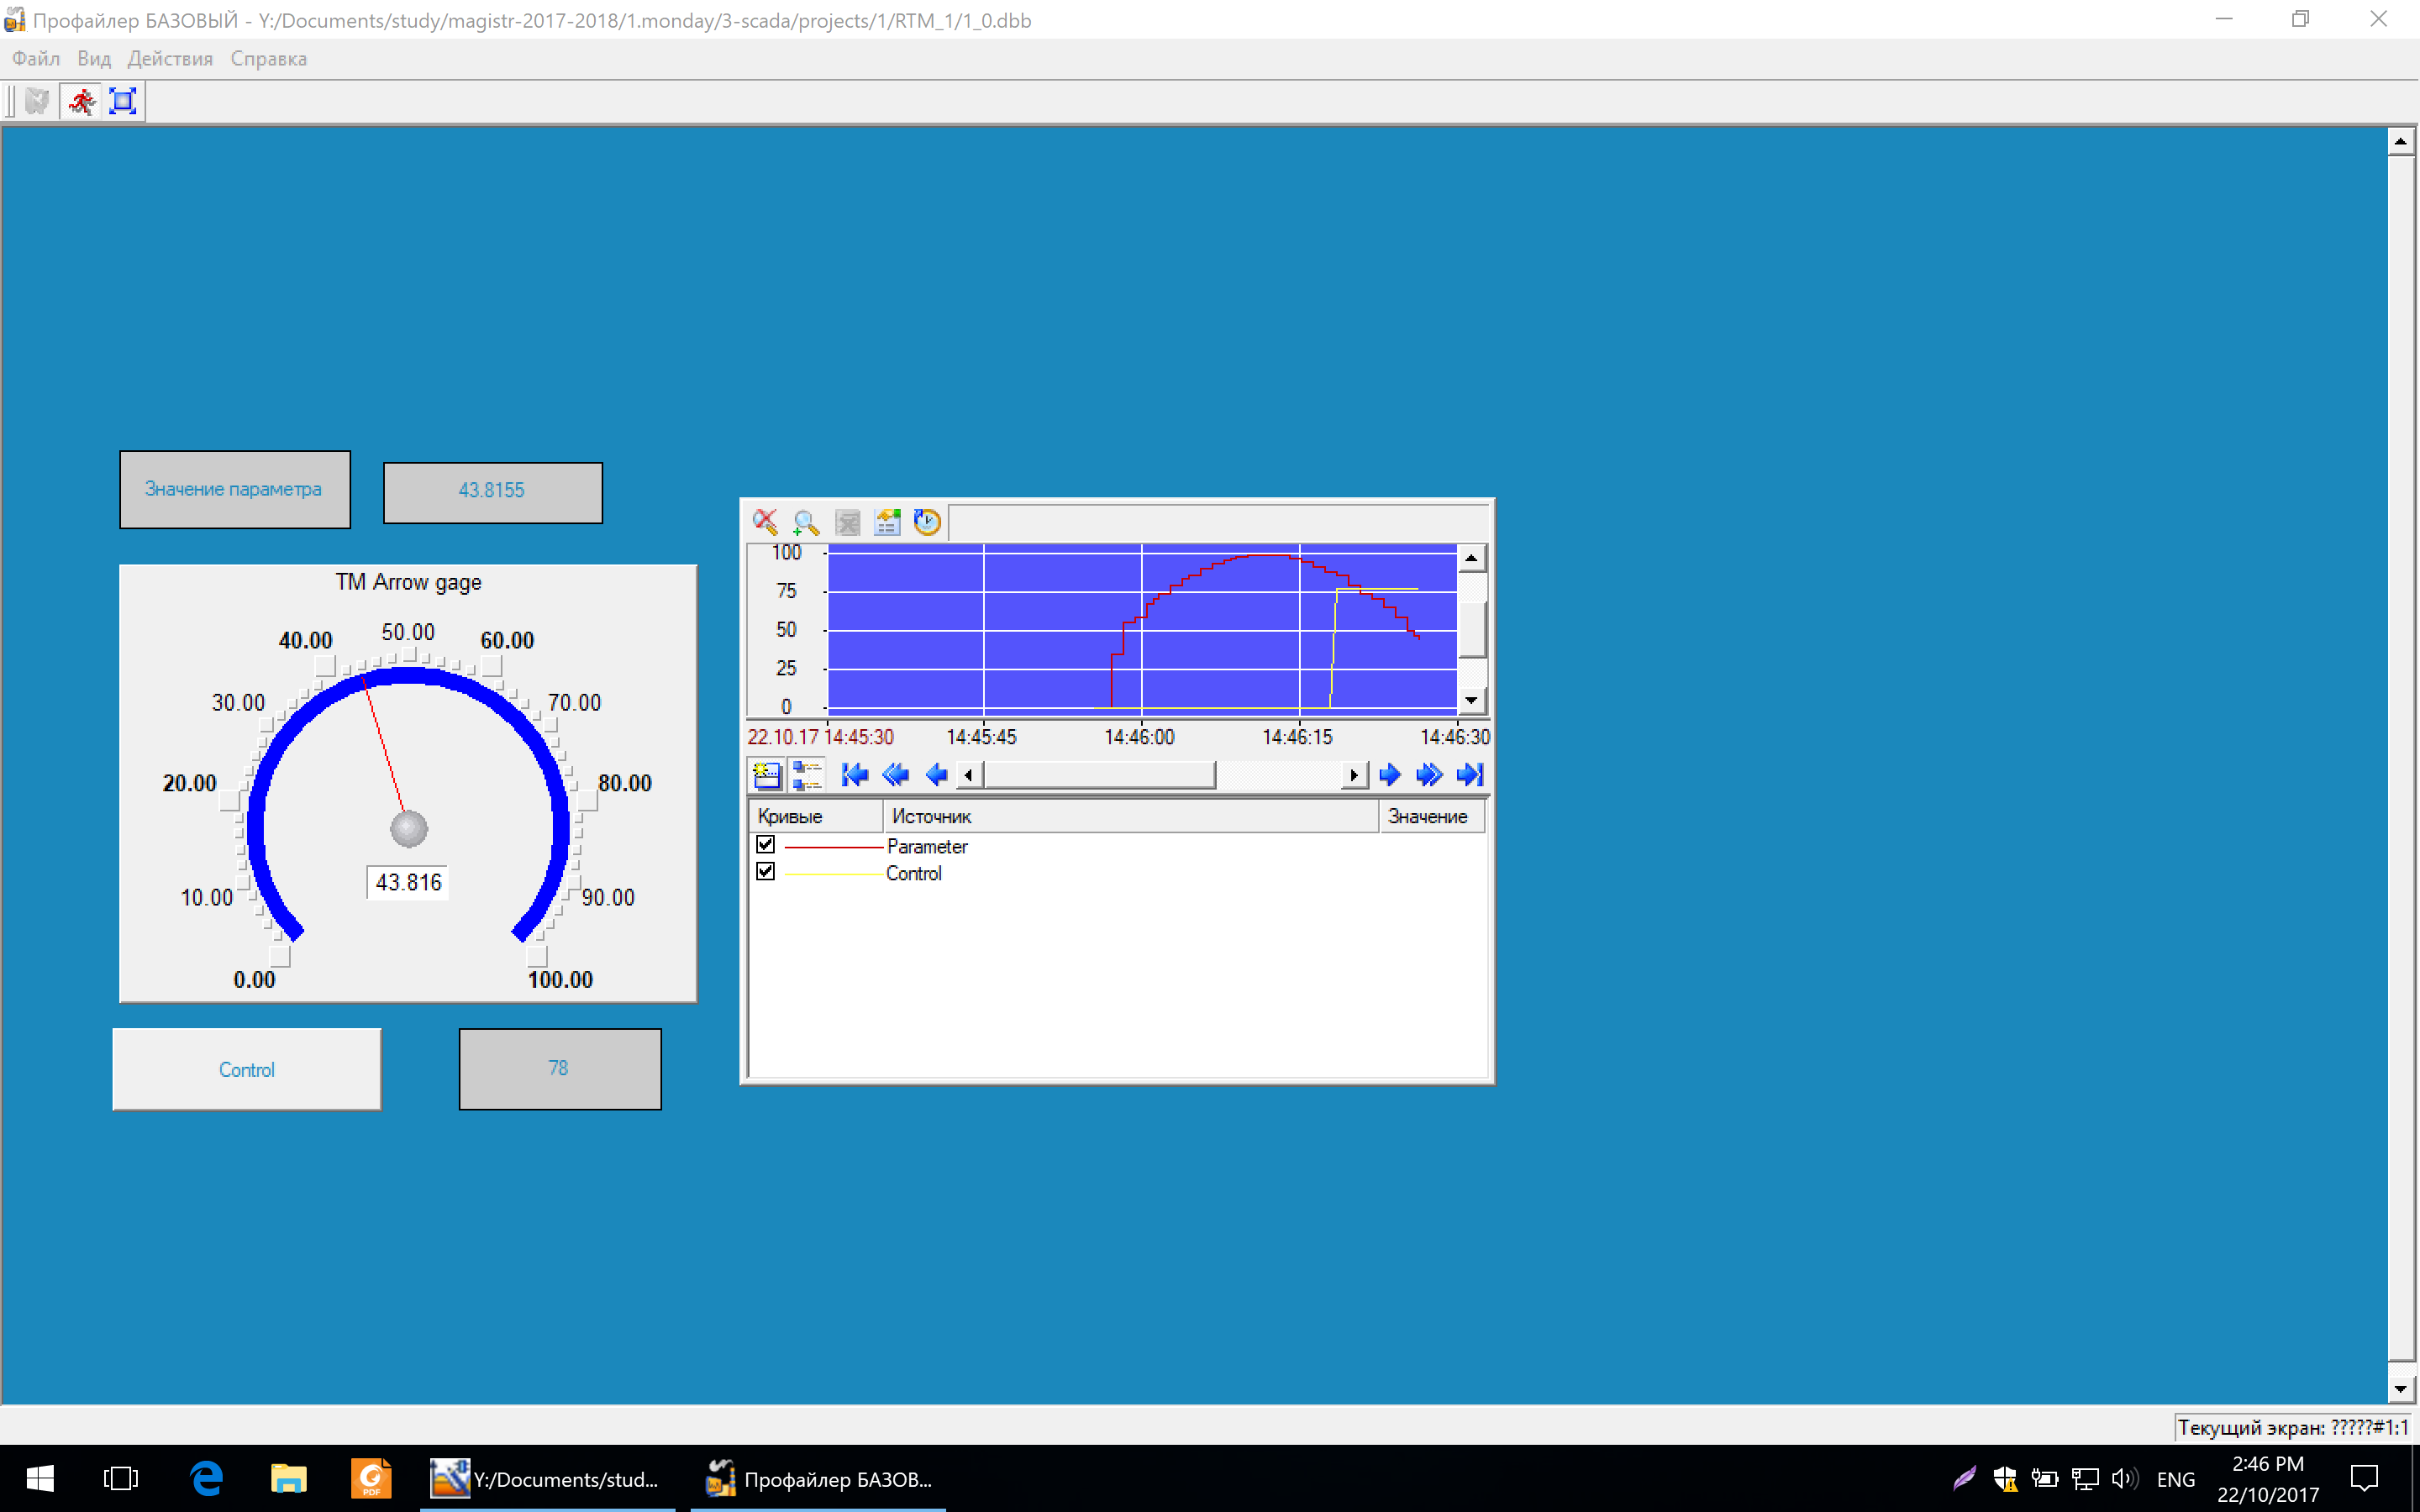 Профайлер БАЗОВЫЙ - Y:/Documents/study/magistr-2017-2018/1.monday/3-scada/projects/1/RTM_1/1_0.dbb
Файл Вид Действия Справка
Значение параметра
43.8155
TM Arrow gage
50.00
40.00
60.00
30.00
70.00
20.00
80.00
10.00
90.00
43.816
0.00
100.00
Control
78
100
75
50
25
0
22.10.17 14:45:30 14:45:45 14:46:00 14:46:15 14:46:30
Кривые Источник Значение
Parameter
Control
Текущий экран: ?????#1:1
PDF
Y:/Documents/stud...
Профайлер БАЗОВ...
ENG
2:46 PM
22/10/2017